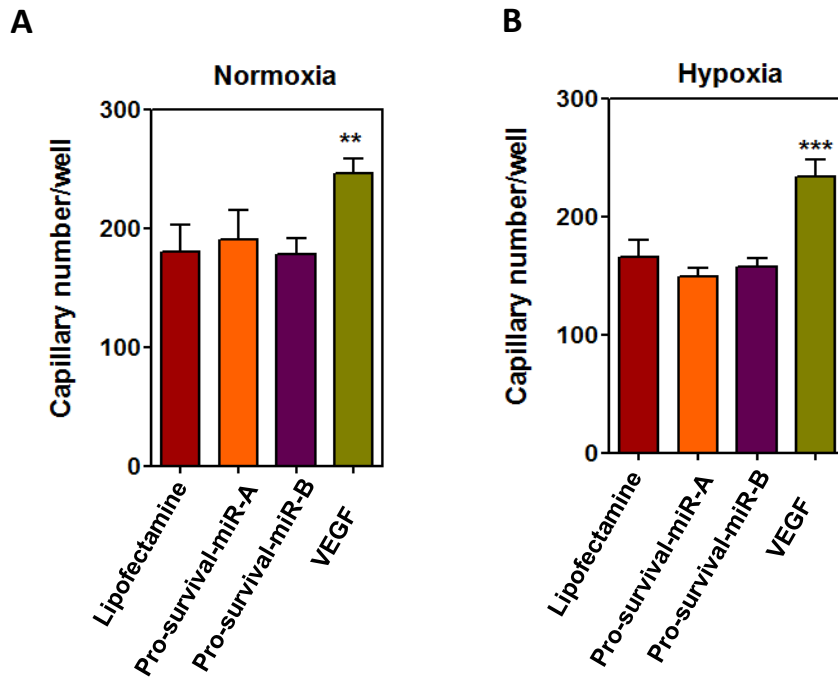 A
Normoxia
Capillary number/well
300
200
100
0
**
Lipofectamine
Pro-survival-miR-A
Pro-survival-miR-B
VEGF
B
Hypoxia
Capillary number/well
300
200
100
0
***
Lipofectamine
Pro-survival-miR-A
Pro-survival-miR-B
VEGF